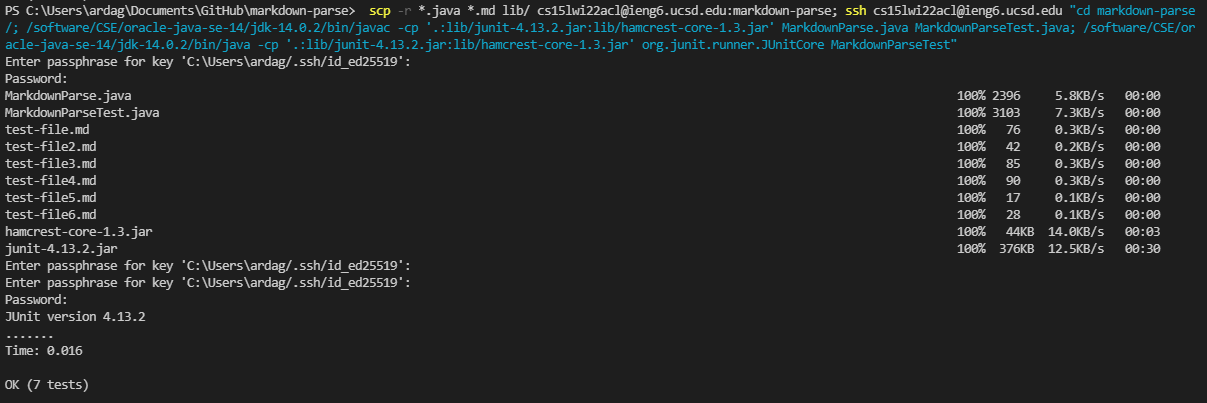 PS C:\Users\ardag\Documents\GitHub\markdown-parse>  scp -r *.java *.md lib/ cs15lwi22acl@ieng6.ucsd.edu:markdown-parse; ssh cs15lwi22acl@ieng6.ucsd.edu "cd markdown-parse
/; /software/CSE/oracle-java-se-14/jdk-14.0.2/bin/javac -cp '.:lib/junit-4.13.2.jar:lib/hamcrest-core-1.3.jar' MarkdownParse.java MarkdownParseTest.java; /software/CSE/or
acle-java-se-14/jdk-14.0.2/bin/java -cp '.:lib/junit-4.13.2.jar:lib/hamcrest-core-1.3.jar' org.junit.runner.JUnitCore MarkdownParseTest"
Enter passphrase for key 'C:\Users\ardag/.ssh/id_ed25519':
Password:
MarkdownParse.java 100% 2396 5.8KB/s 00:00
MarkdownParseTest.java 100% 3103 7.3KB/s 00:00
test-file.md 100% 76 0.3KB/s 00:00
test-file2.md 100% 42 0.2KB/s 00:00
test-file3.md 100% 85 0.3KB/s 00:00
test-file4.md 100% 90 0.3KB/s 00:00
test-file5.md 100% 17 0.1KB/s 00:00
test-file6.md 100% 28 0.1KB/s 00:00
hamcrest-core-1.3.jar 100% 44KB 14.0KB/s 00:03
junit-4.13.2.jar 100% 376KB 12.5KB/s 00:30
Enter passphrase for key 'C:\Users\ardag/.ssh/id_ed25519':
Enter passphrase for key 'C:\Users\ardag/.ssh/id_ed25519':
Password:
JUnit version 4.13.2
.......
Time: 0.016
OK (7 tests)